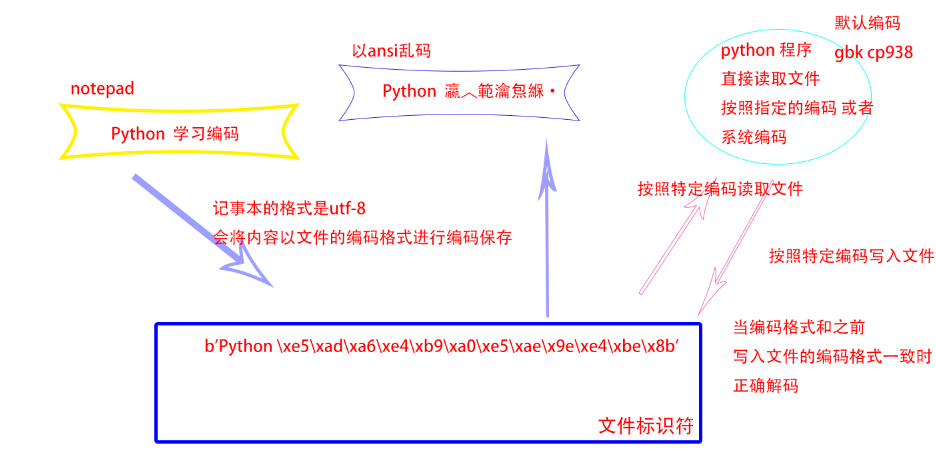 默认编码
gbk cp938
以ansi乱码
python 程序
直接读取文件
按照指定的编码 或者
系统编码
notepad
Python 瀛︿範瀹炰緥•
Python 学习编码
按照特定编码读取文件
记事本的格式是utf-8
会将内容以文件的编码格式进行编码保存
按照特定编码写入文件
当编码格式和之前
写入文件的编码格式一致时
正确解码
b'Python \xe5\xad\xa6\xe4\xb9\xa0\xe5\xae\x9e\xe4\xbe\x8b'
文件标识符